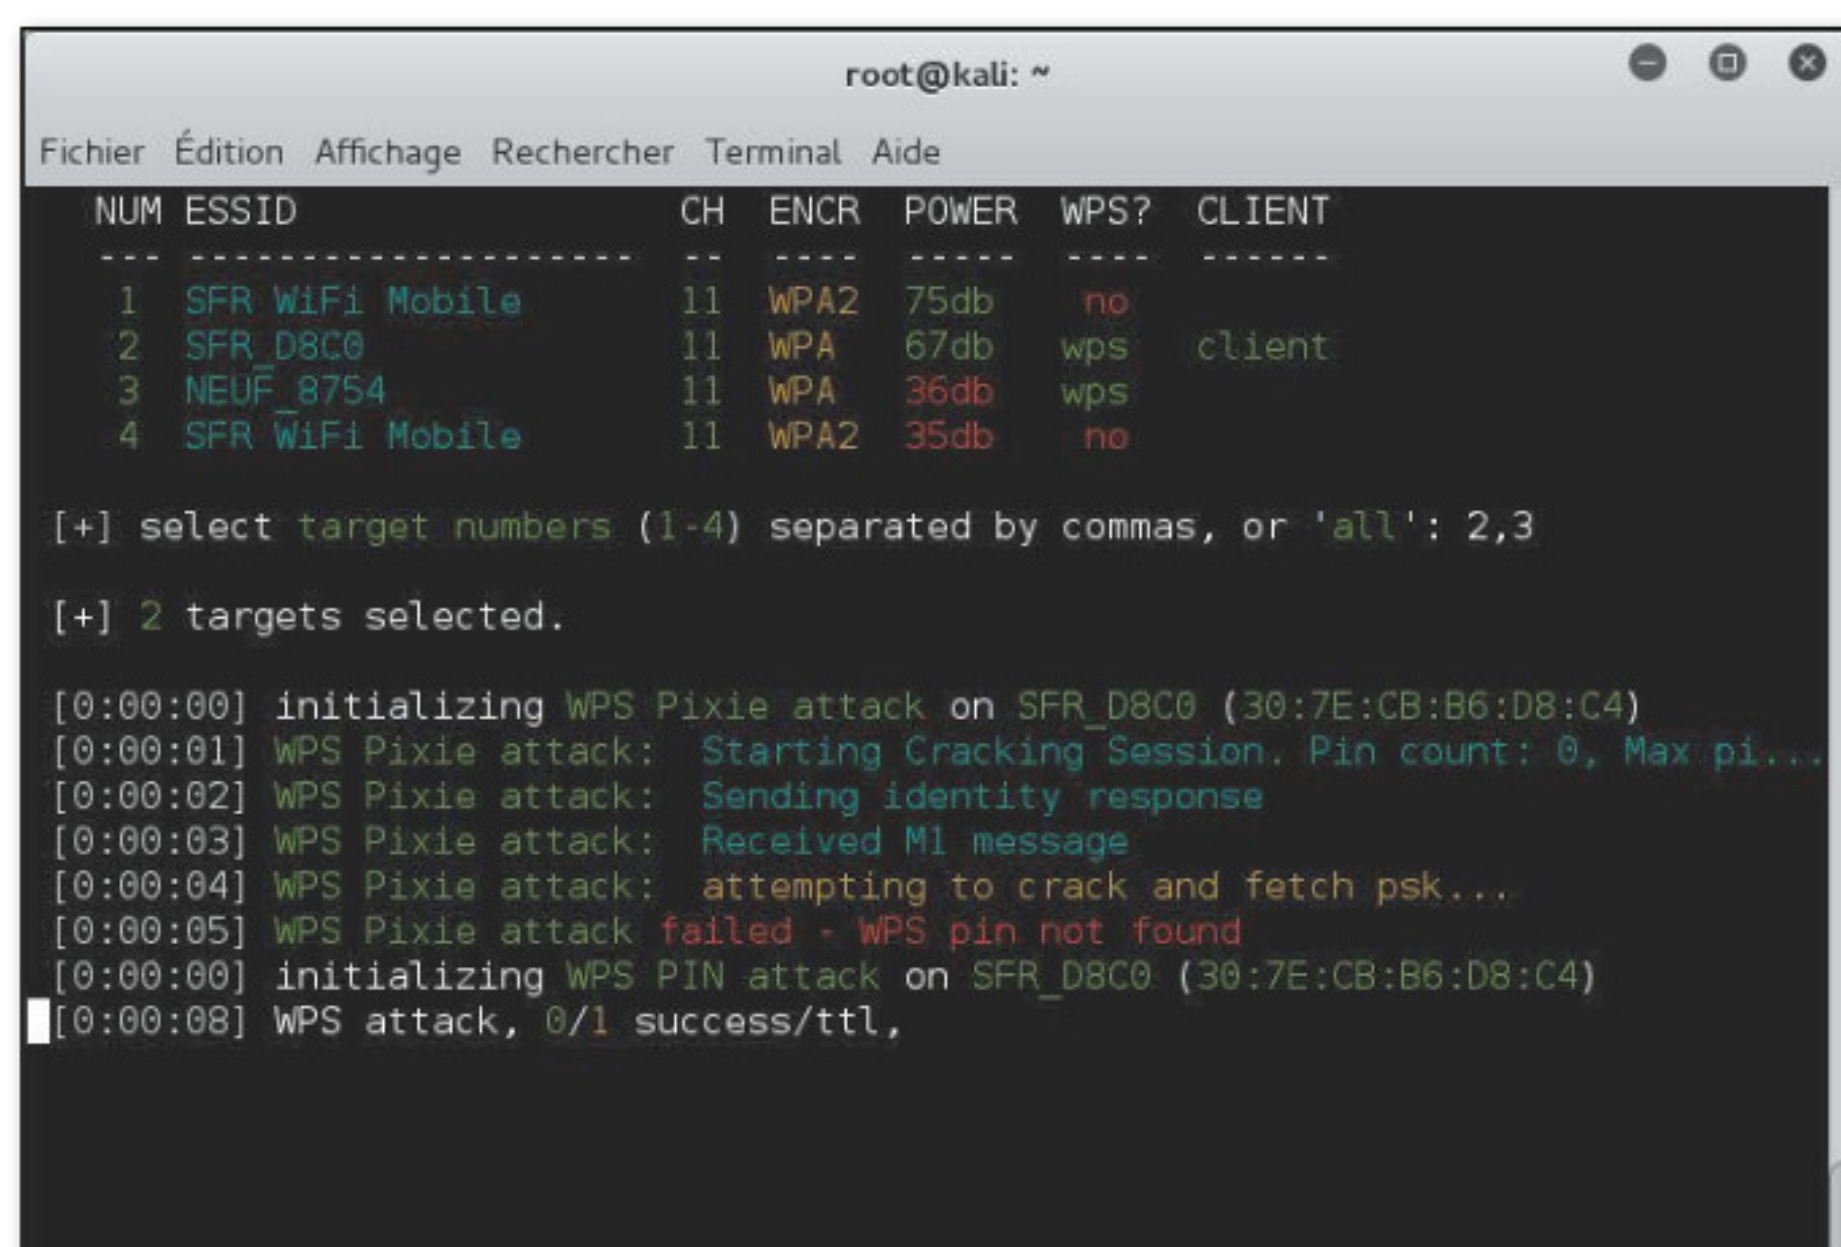 root@kali: ~
Fichier Édition Affichage Rechercher Terminal Aide
NUM ESSID CH ENCR POWER WPS? CLIENT
--- -------------------- -- ---- ----- ---- ------
1 SFR WiFi Mobile 11 WPA2 75db no
2 SFR_D8C0 11 WPA 67db wps client
3 NEUF_8754 11 WPA 36db wps
4 SFR WiFi Mobile 11 WPA2 35db no
[+] select target numbers (1-4) separated by commas, or 'all': 2,3
[+] 2 targets selected.
[0:00:00] initializing WPS Pixie attack on SFR_D8C0 (30:7E:CB:B6:D8:C4)
[0:00:01] WPS Pixie attack: Starting Cracking Session. Pin count: 0, Max pi...
[0:00:02] WPS Pixie attack: Sending identity response
[0:00:03] WPS Pixie attack: Received M1 message
[0:00:04] WPS Pixie attack: attempting to crack and fetch psk...
[0:00:05] WPS Pixie attack failed - WPS pin not found
[0:00:00] initializing WPS PIN attack on SFR_D8C0 (30:7E:CB:B6:D8:C4)
[0:00:08] WPS attack, 0/1 success/ttl,